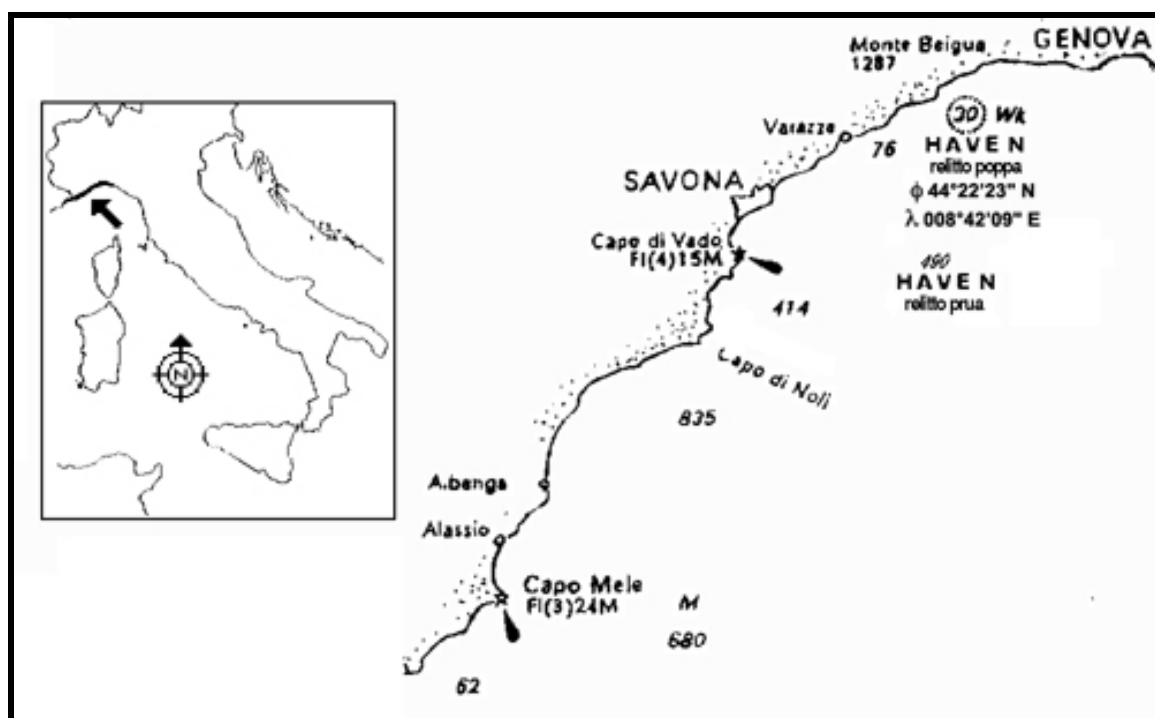 Monte Beigua
1287
GENOVA
Varazze
76
30 Wk
HAVEN
relitto poppa
ϕ 44°22'23" N
λ 008°42'09" E
SAVONA
Capo di Vado
Fl(4)15M
490
HAVEN
relitto prua
414
Capo di Noli
835
N
A.benga
Alassio
Capo Mele
Fl(3)24M
M
680
62